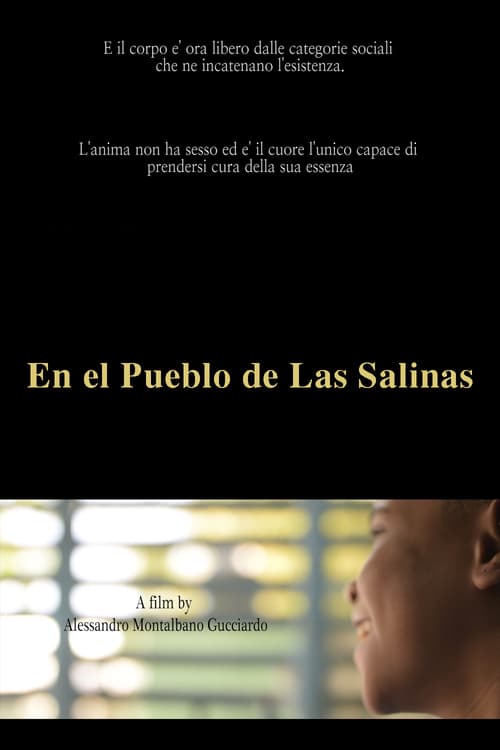 E il corpo e' ora libero dalle categorie sociali
che ne incatenano l'esistenza.
L'anima non ha sesso ed e' il cuore l'unico capace di
prendersi cura della sua essenza
En el Pueblo de Las Salinas
A film by
Alessandro Montalbano Gucciardo